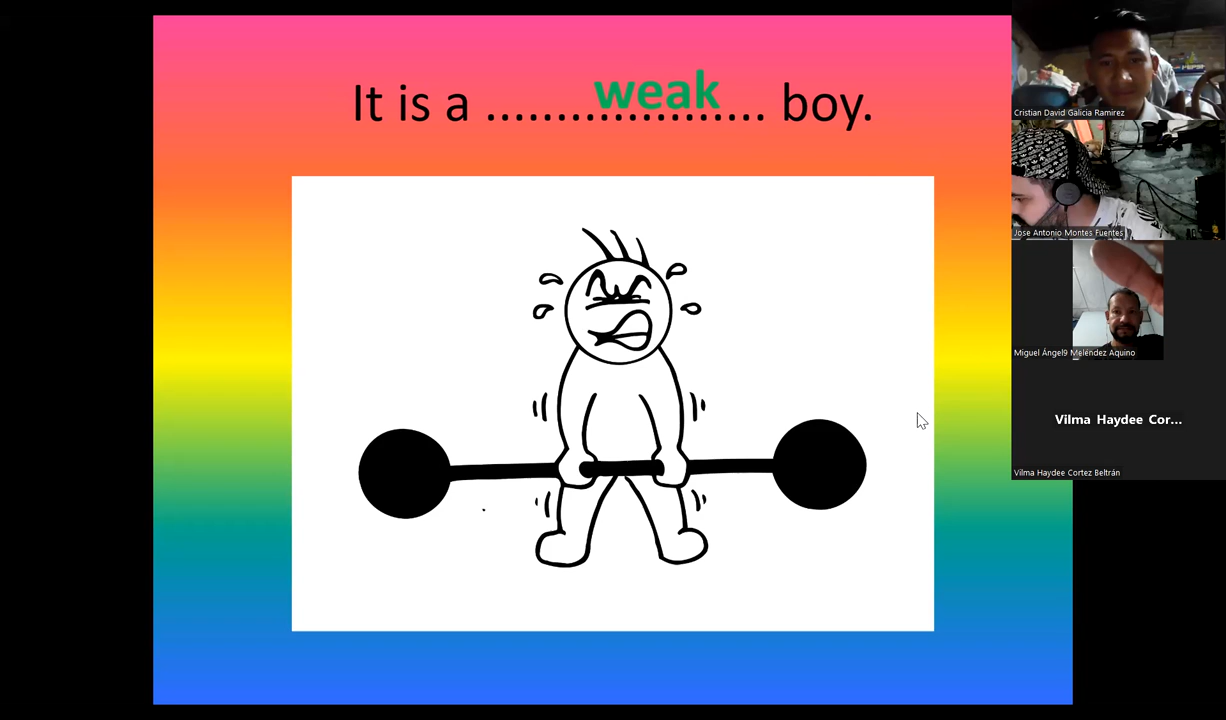 It is a .................... boy.
weak
Cristian David Galicia Ramirez
Jose Antonio Montes Fuentes
Miguel Ángel9 Meléndez Aquino
Vilma Haydee Cor...
Vilma Haydee Cortez Beltrán